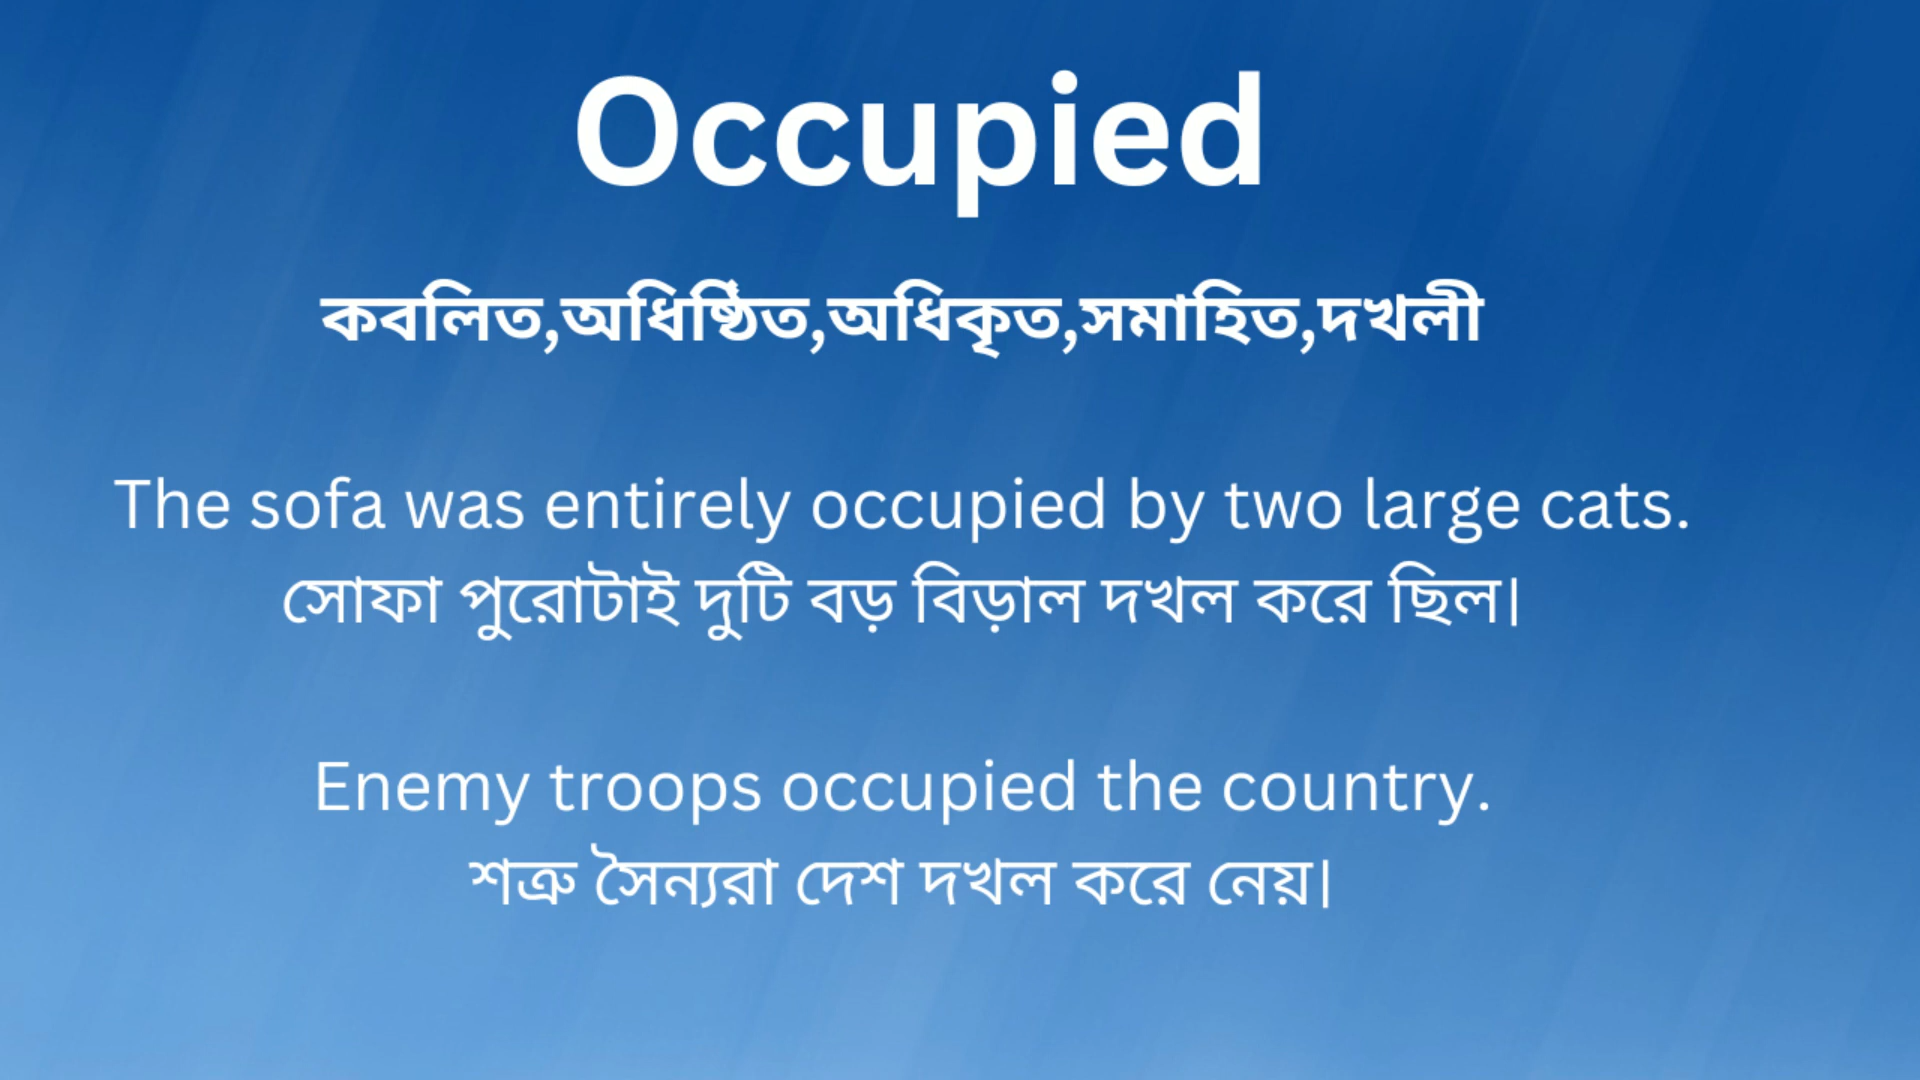 Occupied
কবলিত,অধিষ্ঠিত,অধিকৃত,সমাহিত,দখলী
The sofa was entirely occupied by two large cats.
সোফা পুরোটাই দুটি বড় বিড়াল দখল করে ছিল।
Enemy troops occupied the country.
শত্রু সৈন্যরা দেশ দখল করে নেয়।